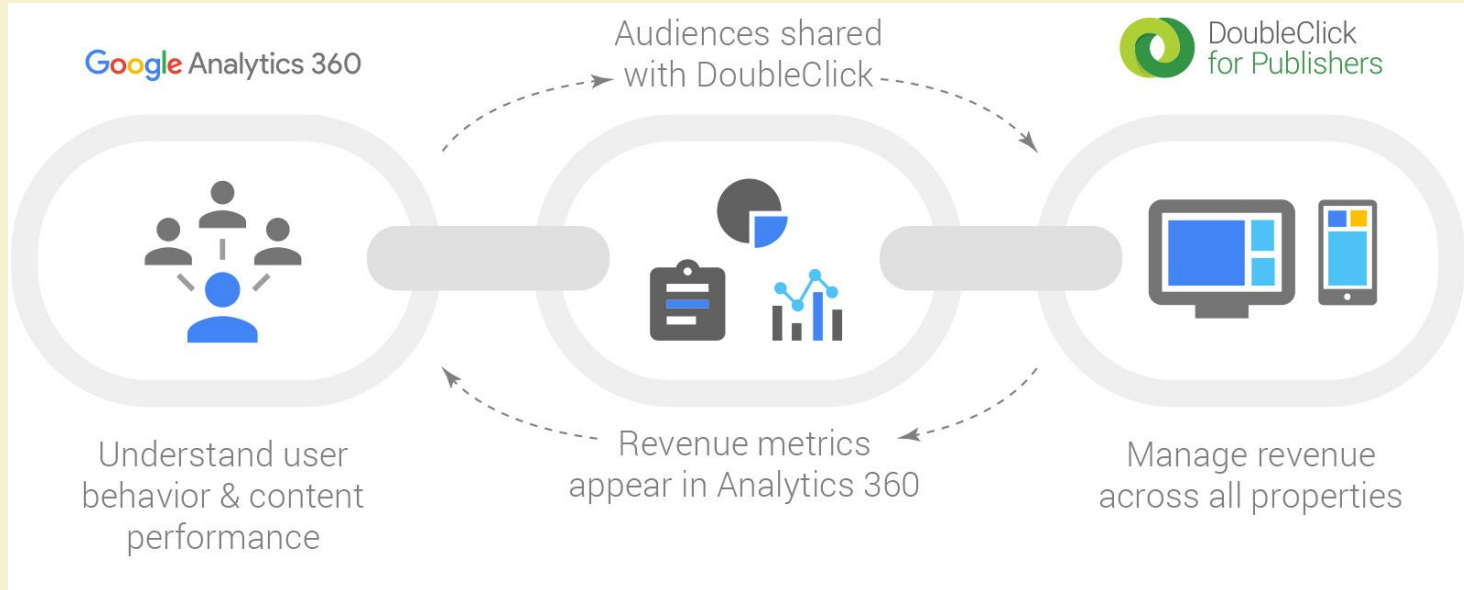 Google Analytics 360
Audiences shared
with DoubleClick
DoubleClick
for Publishers
Understand user
behavior & content
performance
Revenue metrics
appear in Analytics 360
Manage revenue
across all properties